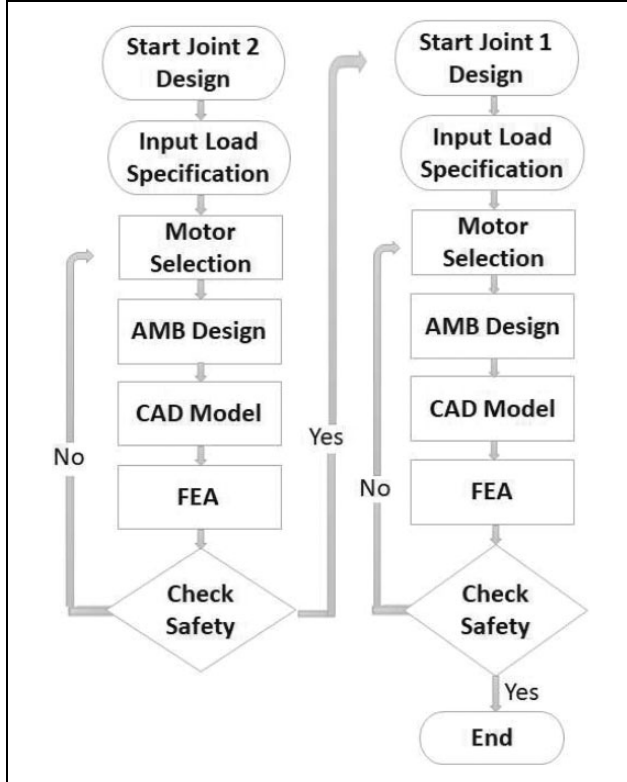 Start Joint 2
Design
Input Load
Specification
Motor
Selection
AMB Design
CAD Model
FEA
No
Check
Safety
Yes
Start Joint 1
Design
Input Load
Specification
Motor
Selection
AMB Design
CAD Model
FEA
No
Check
Safety
Yes
End